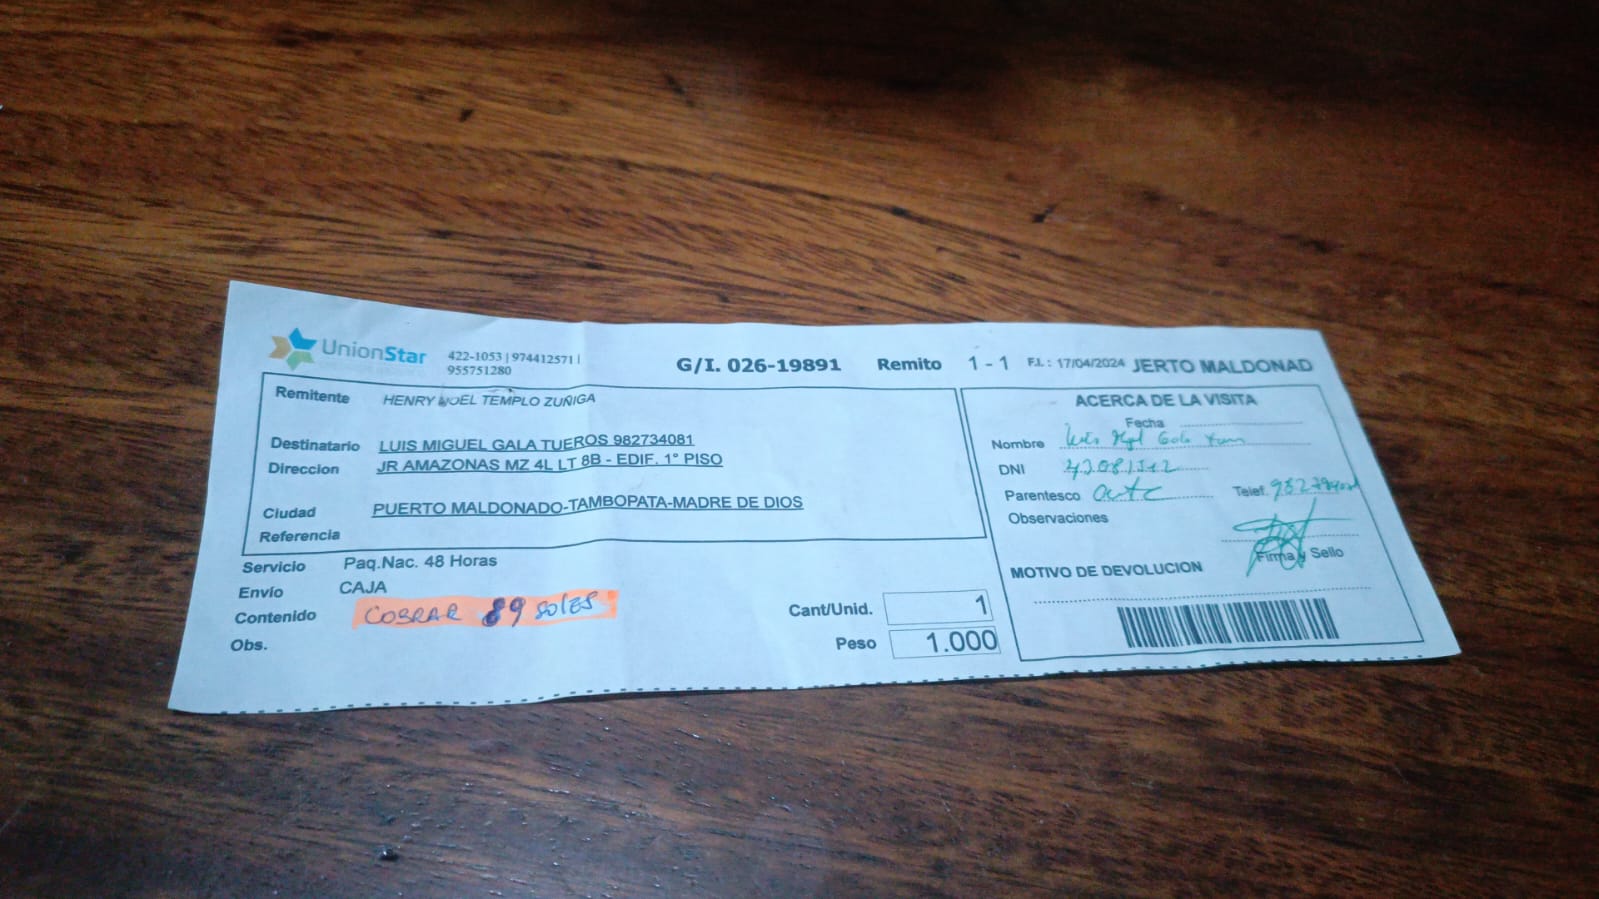 UnionStar
422-1053 | 974412571 |
955751280
G/I. 026-19891 Remito 1 - 1 F.I. : 17/04/2024 JERTO MALDONAD
Remitente HENRY NOEL TEMPLO ZUÑIGA
Destinatario LUIS MIGUEL GALA TUEROS 982734081
Direccion JR AMAZONAS MZ 4L LT 8B - EDIF. 1° PISO
Ciudad PUERTO MALDONADO-TAMBOPATA-MADRE DE DIOS
Referencia
Servicio Paq.Nac. 48 Horas
Envío CAJA
Contenido COBRAR 89 SOLES
Obs.
Cant/Unid. 1
Peso 1.000
ACERCA DE LA VISITA
Fecha
Nombre Luis
DNI
Parentesco
Telef.
Observaciones
Firma y Sello
MOTIVO DE DEVOLUCION